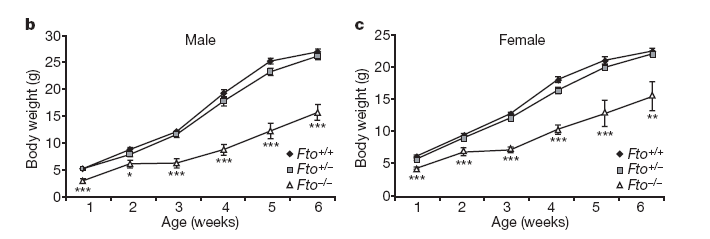 b
Male
Body weight (g)
30
25
20
15
10
5
0
***
*
***
***
***
***
Fto+/+
Fto+/–
Fto–/–
1 2 3 4 5 6
Age (weeks)
c
Female
Body weight (g)
25
20
15
10
5
0
***
***
***
***
***
**
Fto+/+
Fto+/–
Fto–/–
1 2 3 4 5 6
Age (weeks)